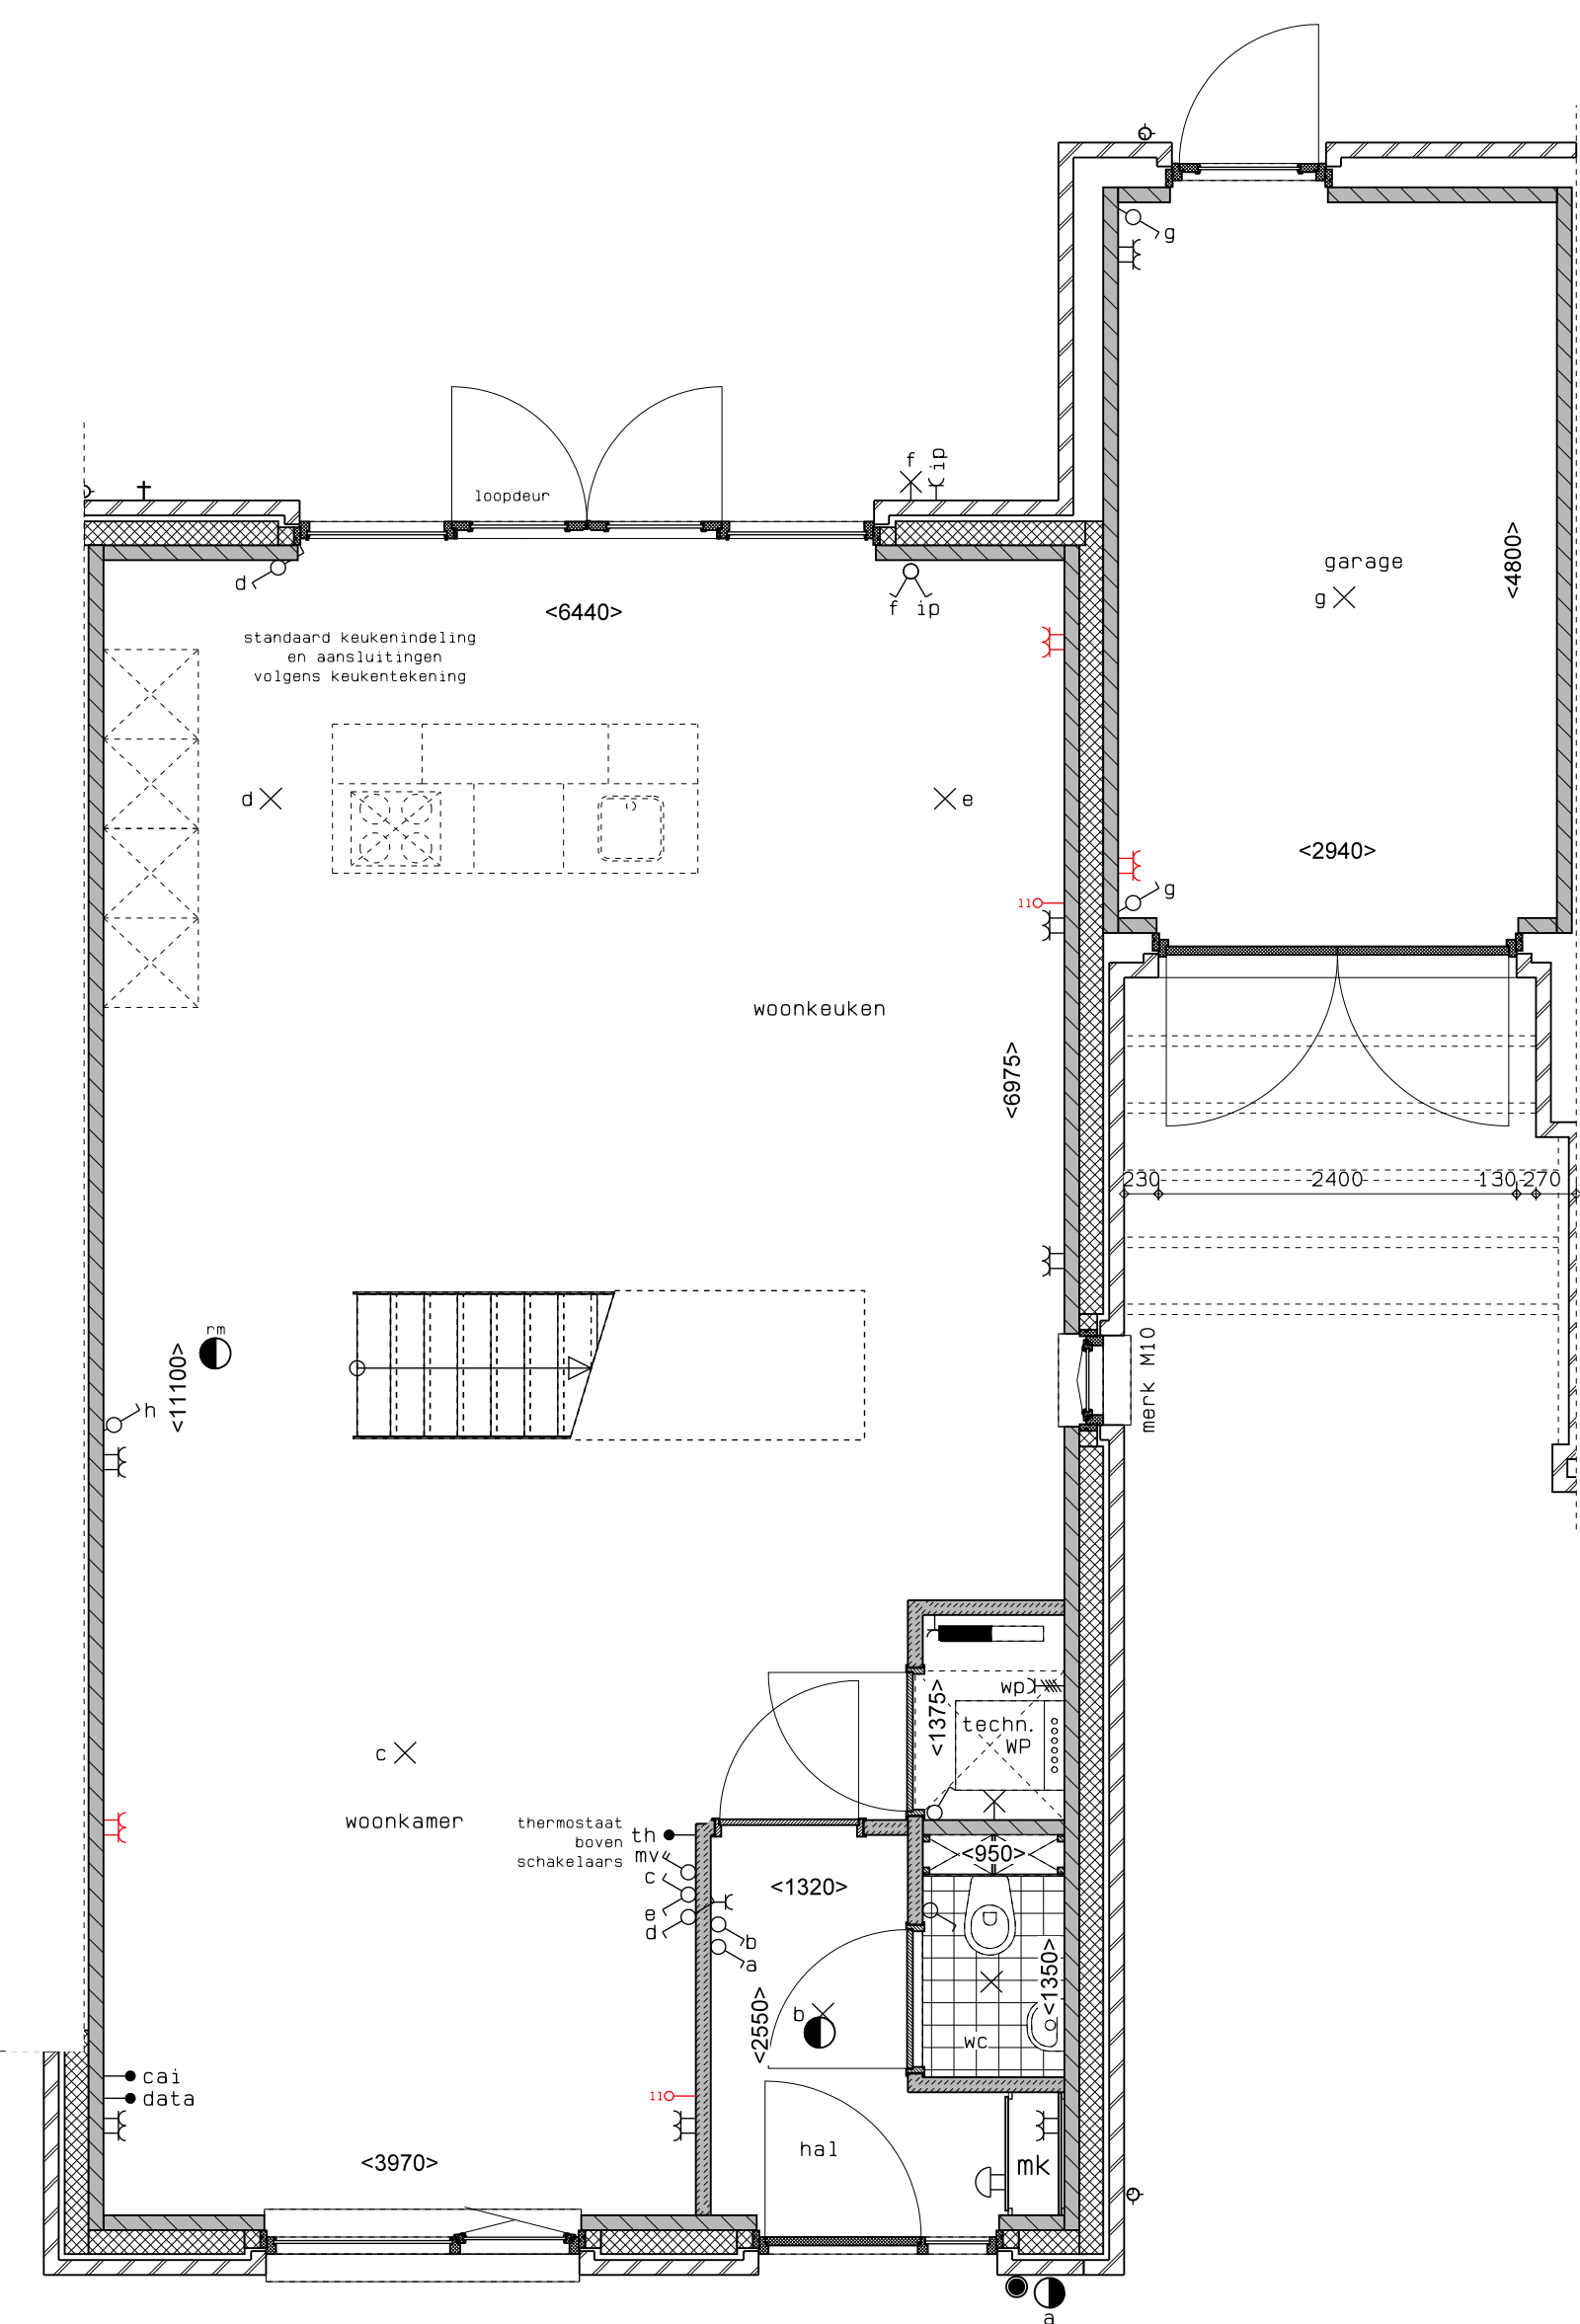 g
f
ip
loopdeur
d
f ip
<6440>
garage
g
<4800>
standaard keukenindeling
en aansluitingen
volgens keukentekening
d
e
<2940>
g
11
woonkeuken
<6975>
230
2400
130
270
rm
<11100>
h
merk M10
wp
<1375>
techn.
WP
c
woonkamer
thermostaat
boven
schakelaars
th
mv
c
e
d
<950>
<1320>
b
a
<1350>
<2550>
b
wc
cai
data
11
hal
mk
<3970>
a